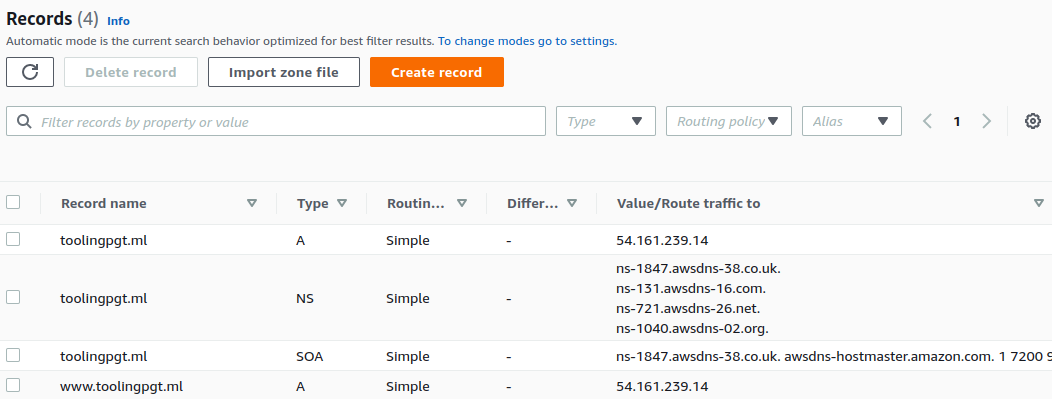 Records (4) Info
Automatic mode is the current search behavior optimized for best filter results. To change modes go to settings.
Delete record Import zone file Create record
Filter records by property or value Type Routing policy Alias 1
Record name Type Routin... Differ... Value/Route traffic to
toolingpgt.ml A Simple - 54.161.239.14
ns-1847.awsdns-38.co.uk.
ns-131.awsdns-16.com.
toolingpgt.ml NS Simple -
ns-721.awsdns-26.net.
ns-1040.awsdns-02.org.
toolingpgt.ml SOA Simple - ns-1847.awsdns-38.co.uk. awsdns-hostmaster.amazon.com. 1 7200 9
www.toolingpgt.ml A Simple - 54.161.239.14